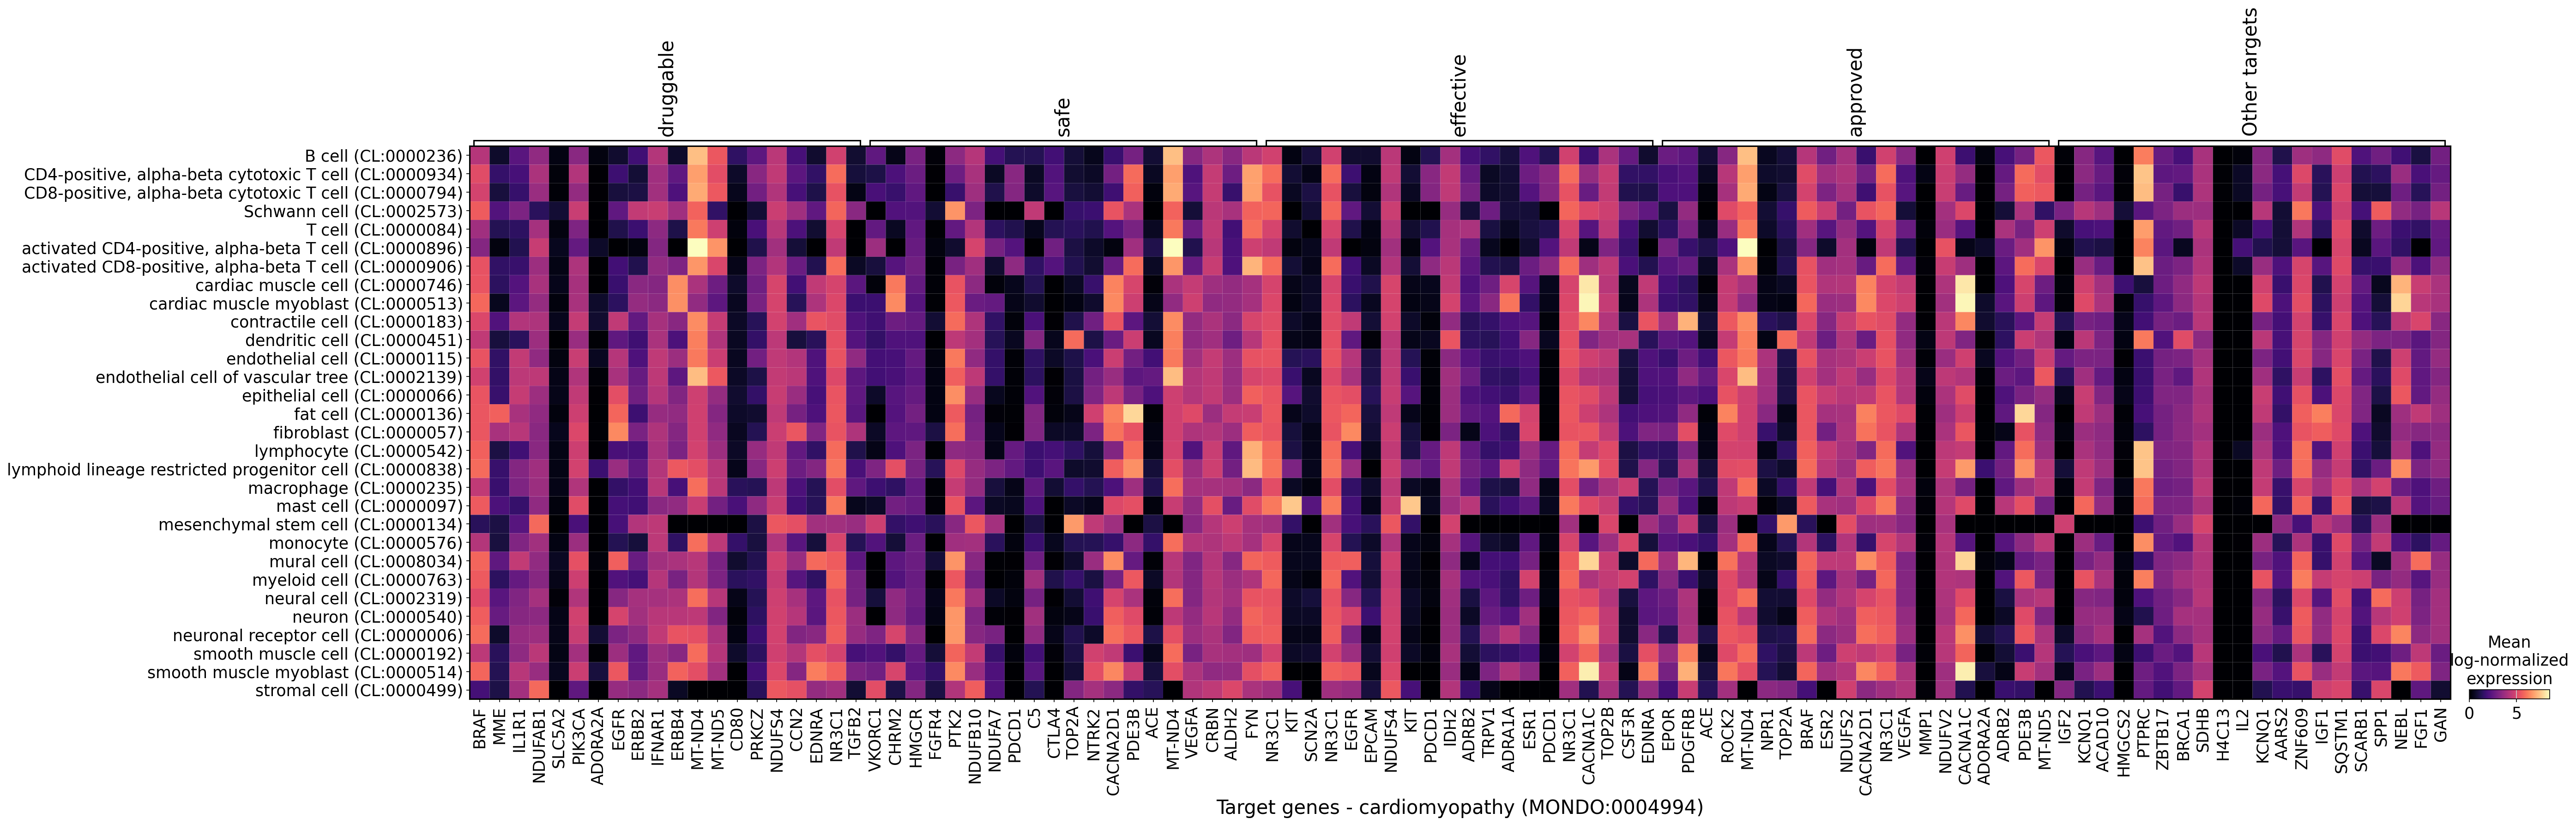 druggable
safe
effective
approved
Other targets
B cell (CL:0000236)
CD4-positive, alpha-beta cytotoxic T cell (CL:0000934)
CD8-positive, alpha-beta cytotoxic T cell (CL:0000794)
Schwann cell (CL:0002573)
T cell (CL:0000084)
activated CD4-positive, alpha-beta T cell (CL:0000896)
activated CD8-positive, alpha-beta T cell (CL:0000906)
cardiac muscle cell (CL:0000746)
cardiac muscle myoblast (CL:0000513)
contractile cell (CL:0000183)
dendritic cell (CL:0000451)
endothelial cell (CL:0000115)
endothelial cell of vascular tree (CL:0002139)
epithelial cell (CL:0000066)
fat cell (CL:0000136)
fibroblast (CL:0000057)
lymphocyte (CL:0000542)
lymphoid lineage restricted progenitor cell (CL:0000838)
macrophage (CL:0000235)
mast cell (CL:0000097)
mesenchymal stem cell (CL:0000134)
monocyte (CL:0000576)
mural cell (CL:0008034)
myeloid cell (CL:0000763)
neural cell (CL:0002319)
neuron (CL:0000540)
neuronal receptor cell (CL:0000006)
smooth muscle cell (CL:0000192)
smooth muscle myoblast (CL:0000514)
stromal cell (CL:0000499)
BRAF
MME
IL1R1
NDUFAB1
SLC5A2
PIK3CA
ADORA2A
EGFR
ERBB2
IFNAR1
ERBB4
MT-ND4
MT-ND5
CD80
PRKCZ
NDUFS4
CCN2
EDNRA
NR3C1
TGFB2
VKORC1
CHRM2
HMGCR
FGFR4
PTK2
NDUFB10
NDUFA7
PDCD1
C5
CTLA4
TOP2A
NTRK2
CACNA2D1
PDE3B
ACE
MT-ND4
VEGFA
CRBN
ALDH2
FYN
NR3C1
KIT
SCN2A
NR3C1
EGFR
EPCAM
NDUFS4
KIT
PDCD1
IDH2
ADRB2
TRPV1
ADRA1A
ESR1
PDCD1
NR3C1
CACNA1C
TOP2B
CSF3R
EDNRA
EPOR
PDGFRB
ACE
ROCK2
MT-ND4
NPR1
TOP2A
BRAF
ESR2
NDUFS2
CACNA2D1
NR3C1
VEGFA
MMP1
NDUFV2
CACNA1C
ADORA2A
ADRB2
PDE3B
MT-ND5
IGF2
KCNQ1
ACAD10
HMGCS2
PTPRC
ZBTB17
BRCA1
SDHB
H4C13
IL2
KCNQ1
AARS2
ZNF609
IGF1
SQSTM1
SCARB1
SPP1
NEBL
FGF1
GAN
Target genes - cardiomyopathy (MONDO:0004994)
Mean
log-normalized
expression
0 5